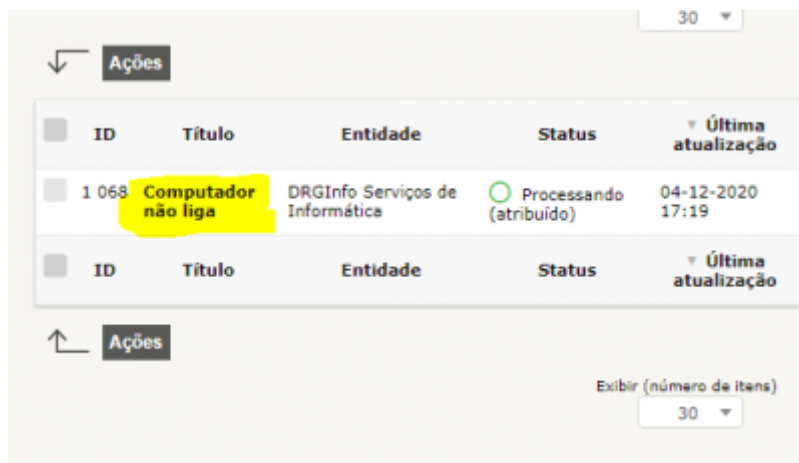 30
Ações
ID Título Entidade Status Última
atualização
1 068 Computador DRGInfo Serviços de Processando 04-12-2020
não liga Informática (atribuído) 17:19
ID Título Entidade Status Última
atualização
Ações
Exibir (número de itens)
30